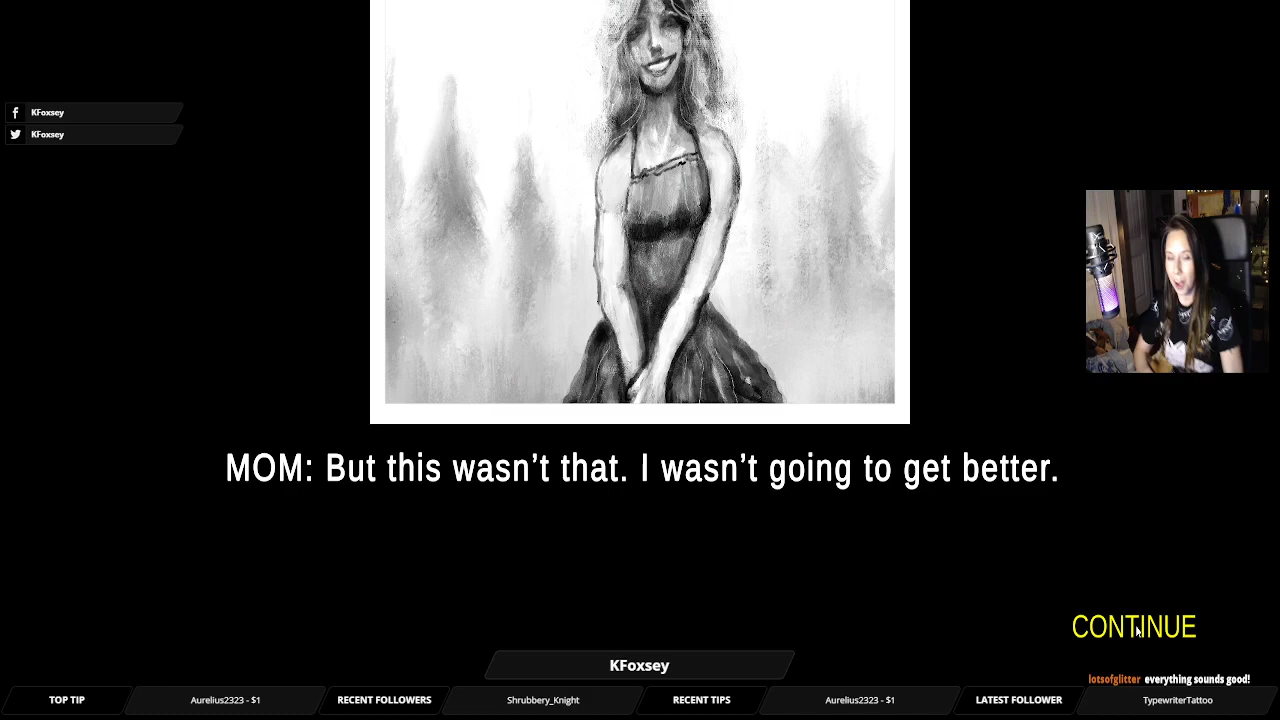 KFoxsey
KFoxsey
MOM: But this wasn't that. I wasn't going to get better.
CONTINUE
KFoxsey
lotsofglitter everything sounds good!
TOP TIP Aurelius2323 - $1 RECENT FOLLOWERS Shrubbery_Knight RECENT TIPS Aurelius2323 - $1 LATEST FOLLOWER TypewriterTattoo